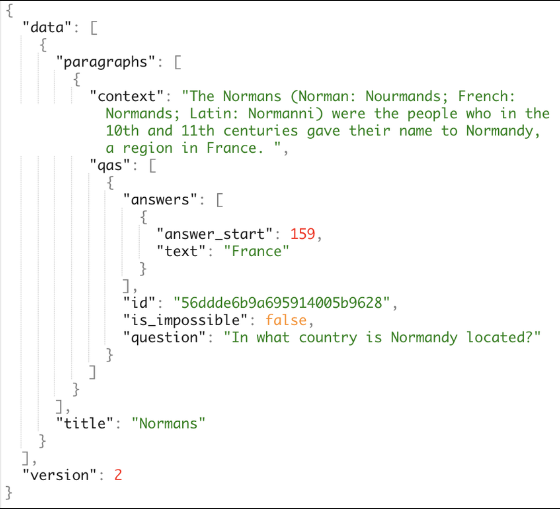 {
"data": [
{
"paragraphs": [
{
"context": "The Normans (Norman: Nourmands; French:
Normands; Latin: Normanni) were the people who in the
10th and 11th centuries gave their name to Normandy,
a region in France. ",
"qas": [
{
"answers": [
{
"answer_start": 159,
"text": "France"
}
],
"id": "56ddde6b9a695914005b9628",
"is_impossible": false,
"question": "In what country is Normandy located?"
}
]
}
],
"title": "Normans"
}
],
"version": 2
}